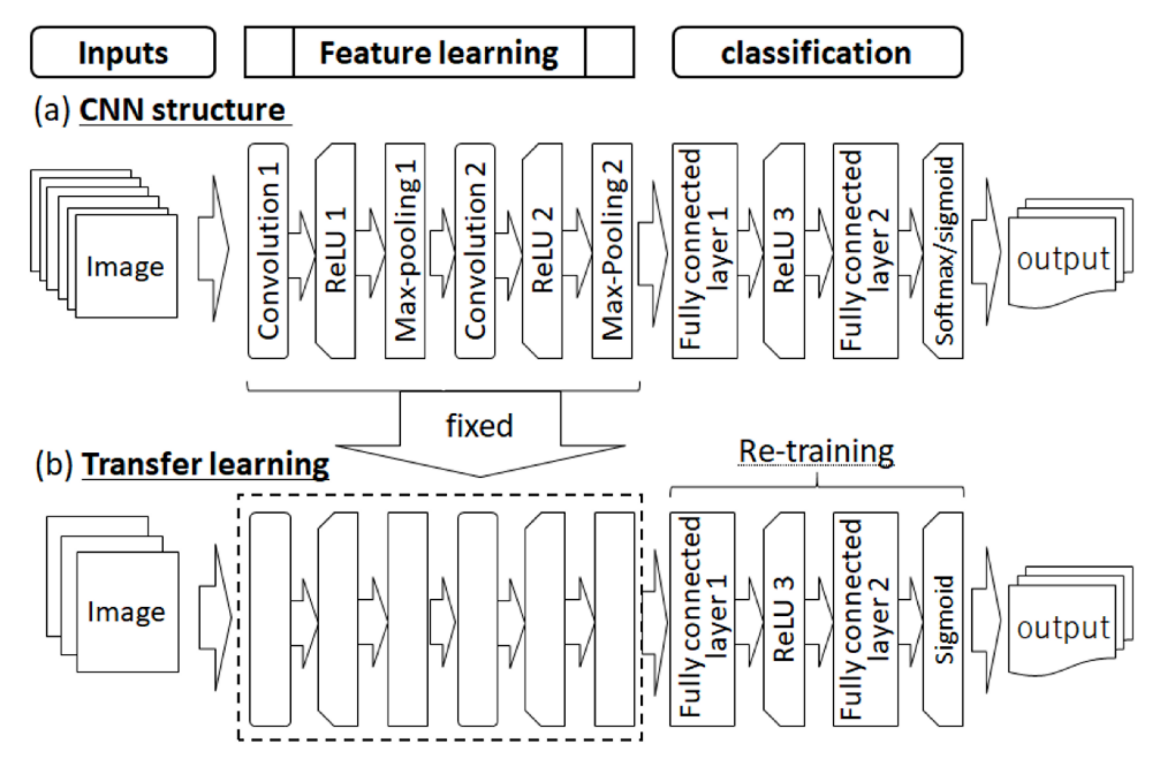 Inputs
Feature learning
classification
(a) CNN structure
Image
Convolution 1
ReLU 1
Max-pooling 1
Convolution 2
ReLU 2
Max-Pooling 2
Fully connected
layer 1
ReLU 3
Fully connected
layer 2
Softmax/sigmoid
output
fixed
(b) Transfer learning
Re-training
Image
Fully connected
layer 1
ReLU 3
Fully connected
layer 2
Sigmoid
output